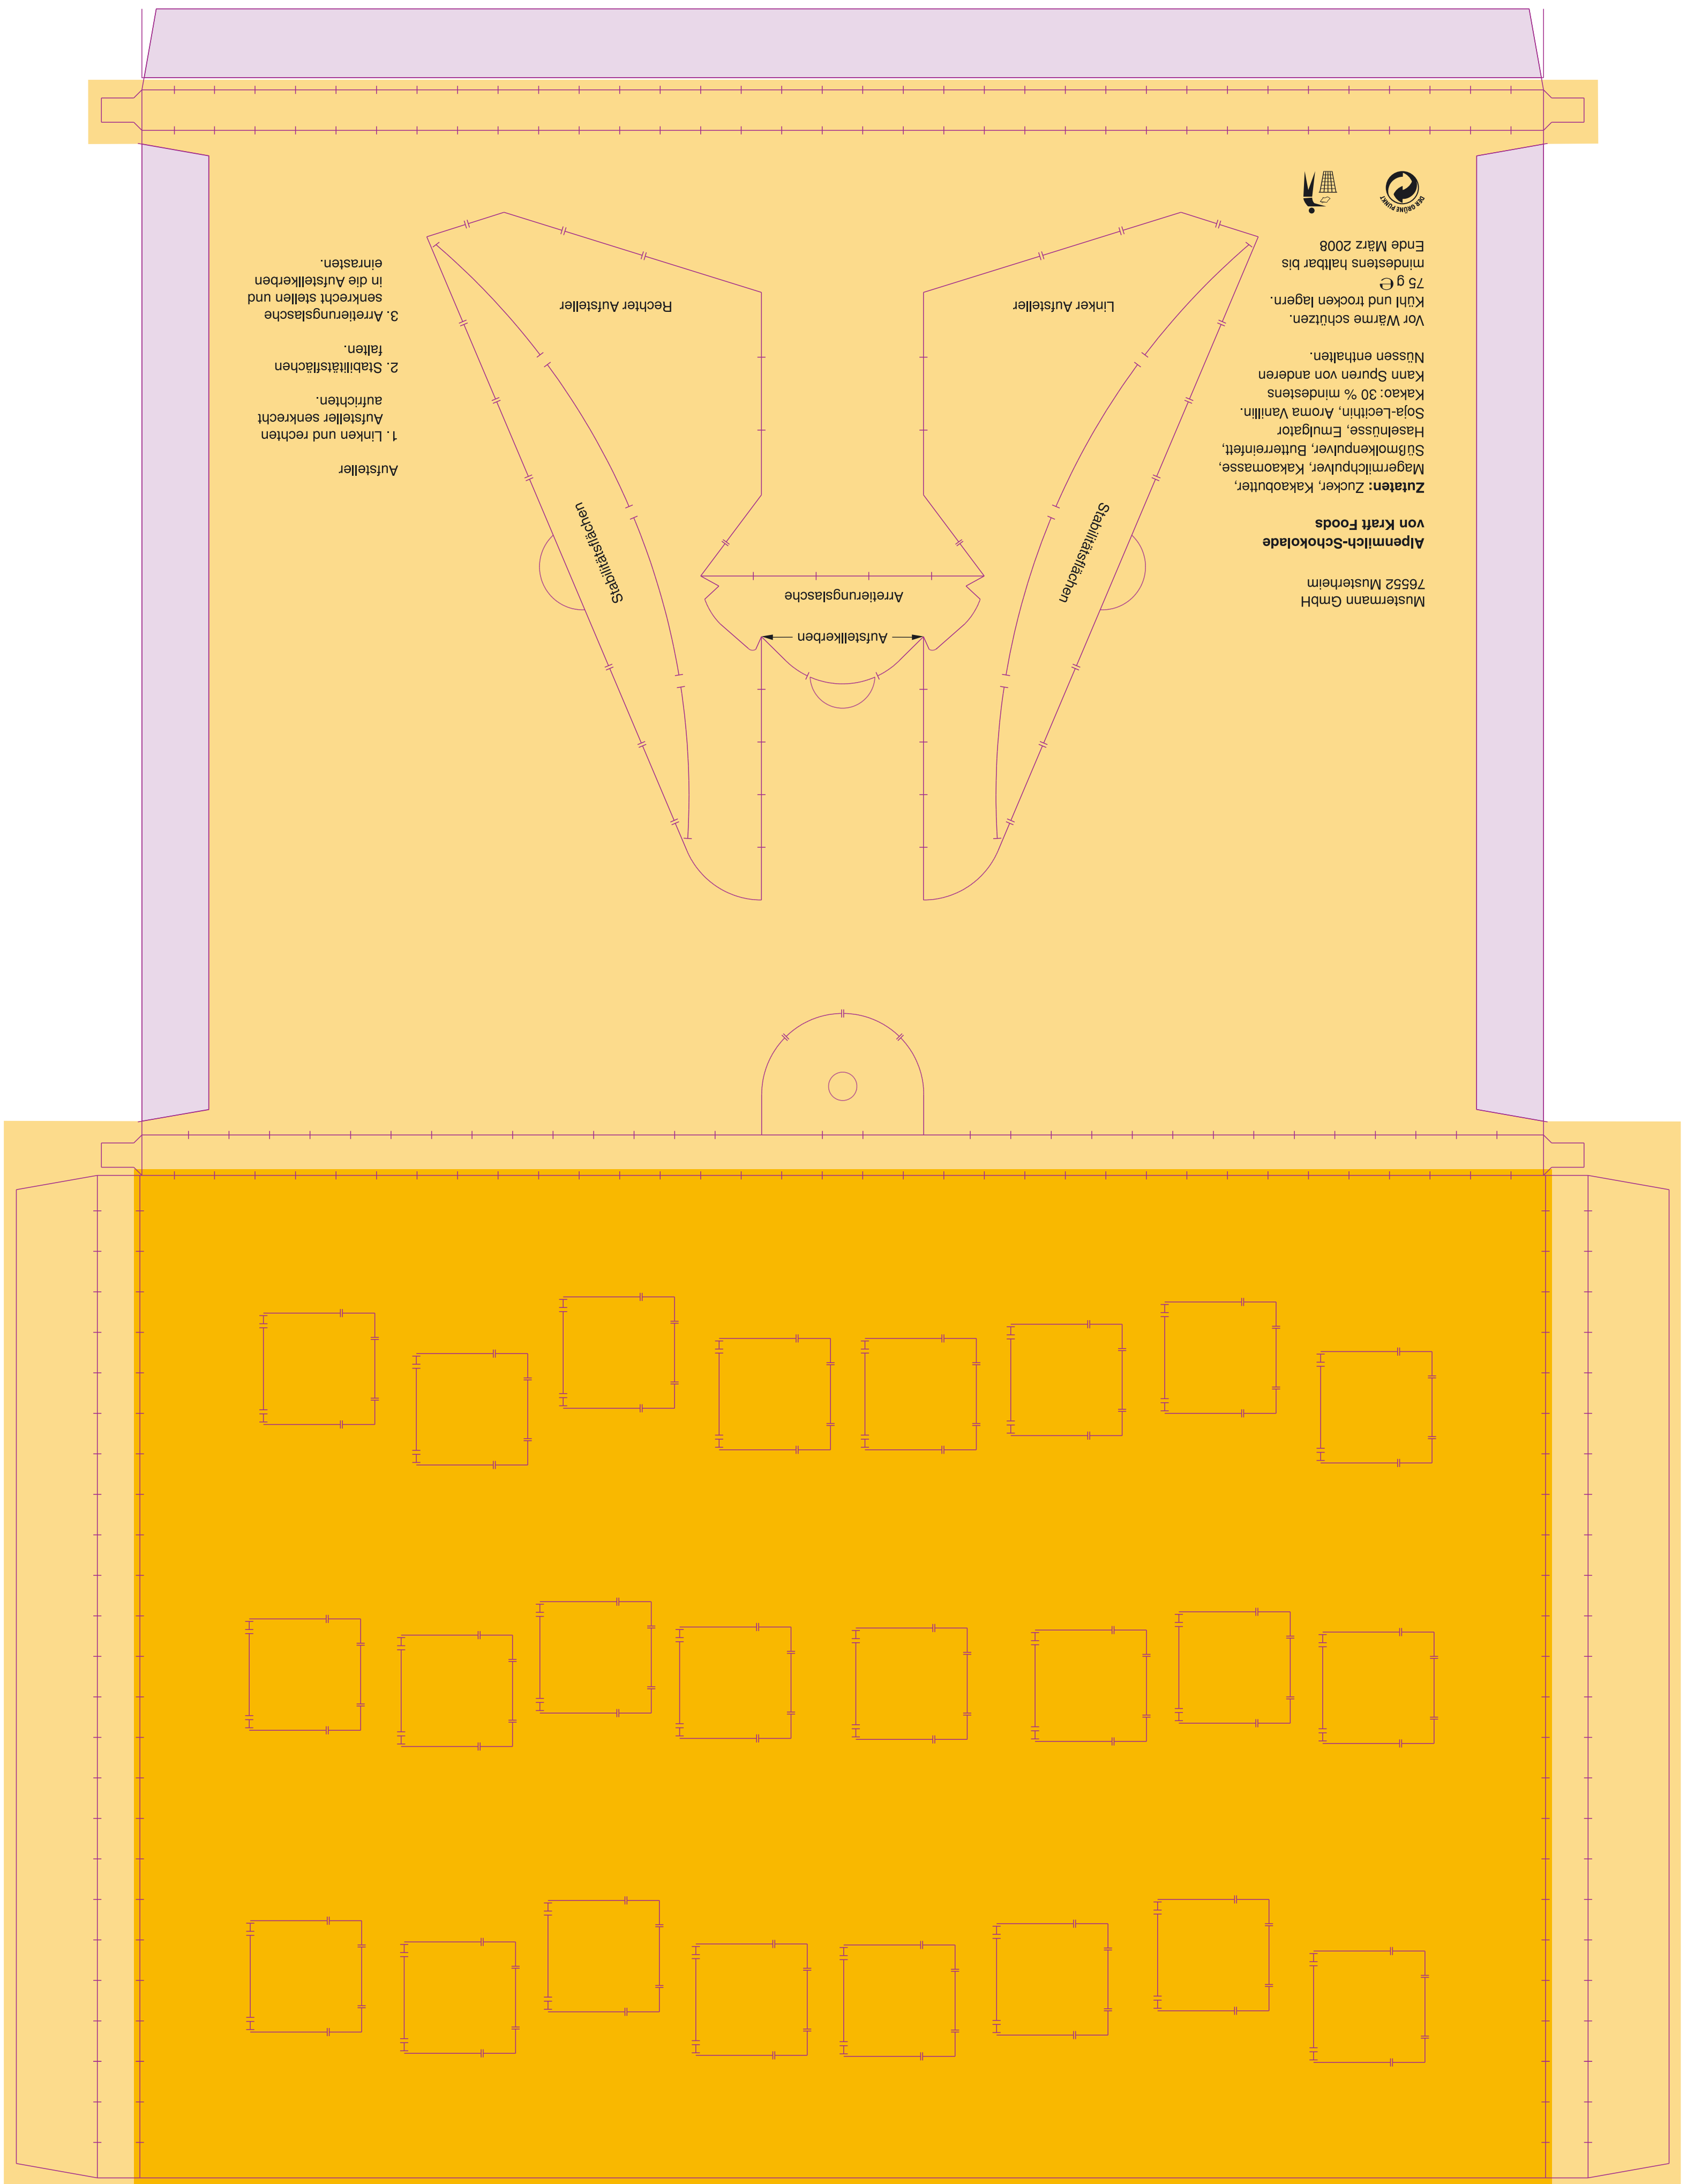 Mustermann GmbH
76552 Musterheim
Alpenmilch-Schokolade
von Kraft Foods
Zutaten: Zucker, Kakaobutter,
Magermilchpulver, Kakaomasse,
Süßmolkenpulver, Butterreinfett,
Haselnüsse, Emulgator
Soja-Lecithin, Aroma Vanillin.
Kakao: 30 % mindestens
Kann Spuren von anderen
Nüssen enthalten.
Vor Wärme schützen.
Kühl und trocken lagern.
75 g ℮
mindestens haltbar bis
Ende März 2008
DER GRÜNE PUNKT
Stabilitätsflächen
Linker Aufsteller
Aufstellkerben
Arretierungslasche
Stabilitätsflächen
Rechter Aufsteller
Aufsteller
1. Linken und rechten
Aufsteller senkrecht
aufrichten.
2. Stabilitätsflächen
falten.
3. Arretierungslasche
senkrecht stellen und
in die Aufstellkerben
einrasten.